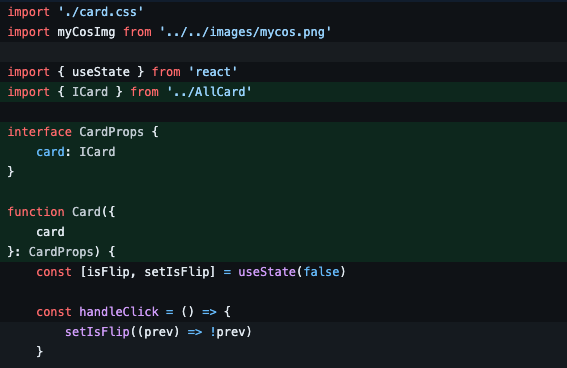 import './card.css'
import myCosImg from '../../images/mycos.png'
import { useState } from 'react'
import { ICard } from '../AllCard'
interface CardProps {
    card: ICard
}
function Card({
    card
}: CardProps) {
    const [isFlip, setIsFlip] = useState(false)
    const handleClick = () => {
        setIsFlip((prev) => !prev)
    }